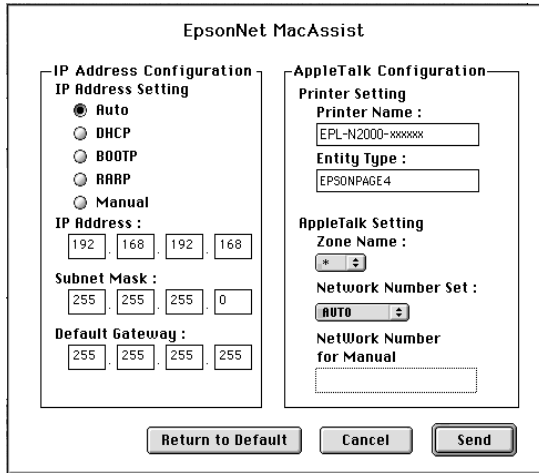 EpsonNet MacAssist
IP Address Configuration
IP Address Setting
Auto
DHCP
BOOTP
RARP
Manual
IP Address :
192 . 168 . 192 . 168
Subnet Mask :
255 . 255 . 255 . 0
Default Gateway :
255 . 255 . 255 . 255
AppleTalk Configuration
Printer Setting
Printer Name :
EPL-N2000-xxxxxx
Entity Type :
EPSONPAGE4
AppleTalk Setting
Zone Name :
*
Network Number Set :
AUTO
NetWork Number
for Manual
Return to Default
Cancel
Send